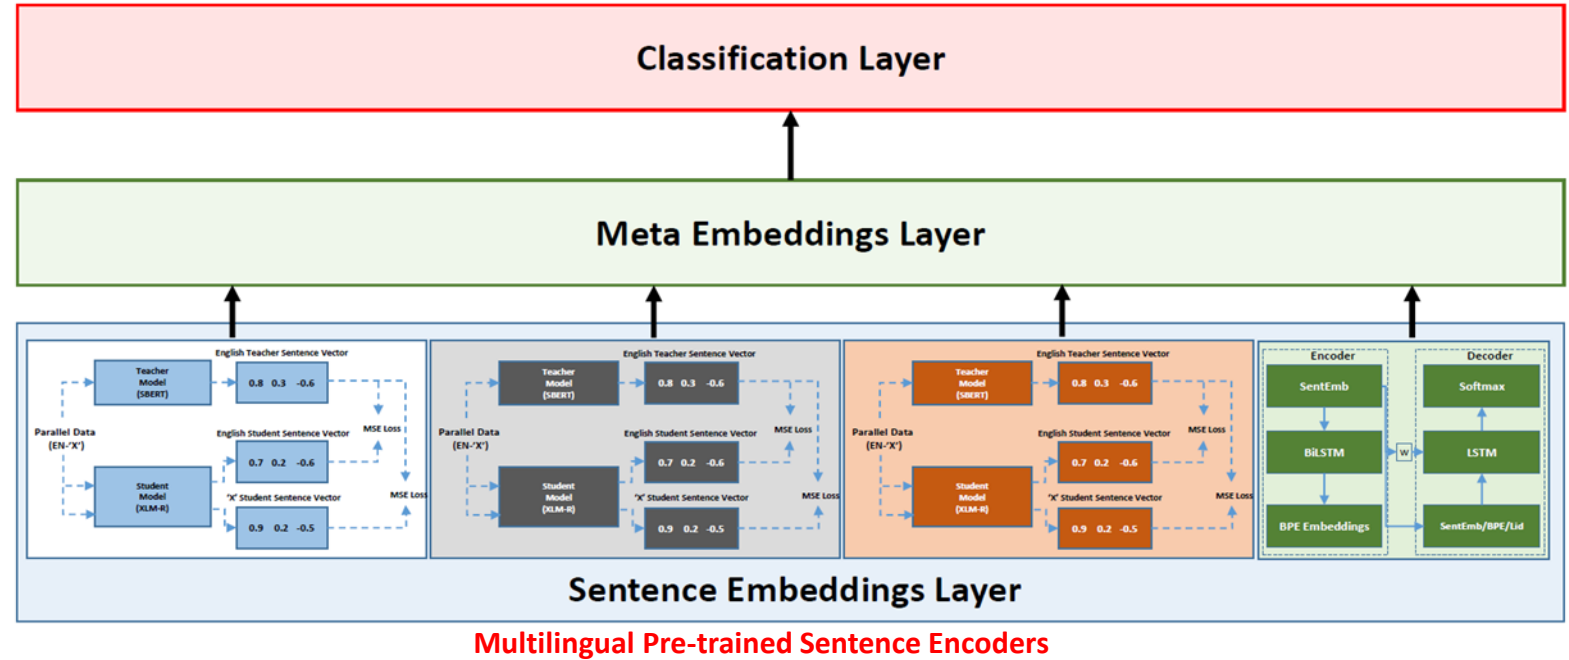 Classification Layer
Meta Embeddings Layer
English Teacher Sentence Vector
Teacher
Model
(SBERT)
0.8 0.3 -0.6
Parallel Data
(EN-'X')
MSE Loss
English Student Sentence Vector
0.7 0.2 -0.6
Student
Model
(XLM-R)
'X' Student Sentence Vector
MSE Loss
0.9 0.2 -0.5
English Teacher Sentence Vector
Teacher
Model
(SBERT)
0.8 0.3 -0.6
Parallel Data
(EN-'X')
MSE Loss
English Student Sentence Vector
0.7 0.2 -0.6
Student
Model
(XLM-R)
'X' Student Sentence Vector
MSE Loss
0.9 0.2 -0.5
English Teacher Sentence Vector
Teacher
Model
(SBERT)
0.8 0.3 -0.6
Parallel Data
(EN-'X')
MSE Loss
English Student Sentence Vector
0.7 0.2 -0.6
Student
Model
(XLM-R)
'X' Student Sentence Vector
MSE Loss
0.9 0.2 -0.5
Encoder
SentEmb
BiLSTM
BPE Embeddings
W
Decoder
Softmax
LSTM
SentEmb/BPE/Lid
Sentence Embeddings Layer
Multilingual Pre-trained Sentence Encoders